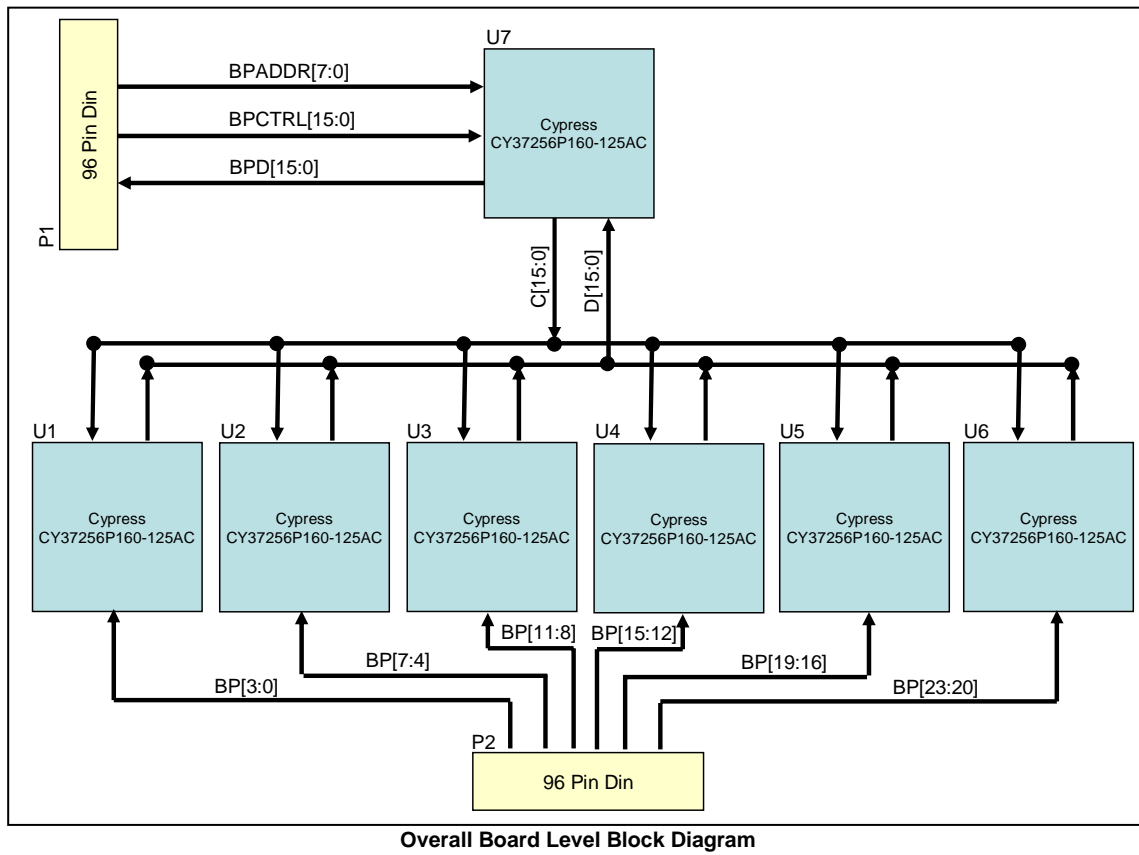 U7
BPADDR[7:0]
BPCTRL[15:0]
BPD[15:0]
96 Pin Din
P1
Cypress
CY37256P160-125AC
C[15:0]
D[15:0]
U1
U2
U3
U4
U5
U6
Cypress
CY37256P160-125AC
Cypress
CY37256P160-125AC
Cypress
CY37256P160-125AC
Cypress
CY37256P160-125AC
Cypress
CY37256P160-125AC
Cypress
CY37256P160-125AC
BP[3:0]
BP[7:4]
BP[11:8]
BP[15:12]
BP[19:16]
BP[23:20]
P2
96 Pin Din
Overall Board Level Block Diagram